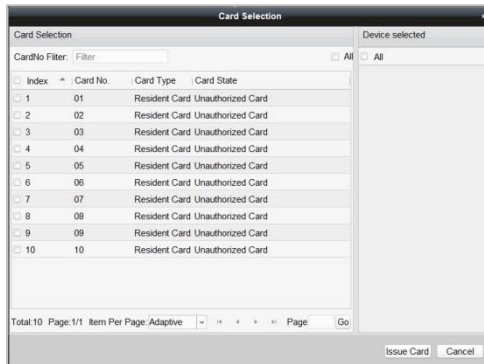 Card Selection
Card Selection
Device selected
CardNo Fliter: Filter All All
Index Card No. Card Type Card State
1 01 Resident Card Unauthorized Card
2 02 Resident Card Unauthorized Card
3 03 Resident Card Unauthorized Card
4 04 Resident Card Unauthorized Card
5 05 Resident Card Unauthorized Card
6 06 Resident Card Unauthorized Card
7 07 Resident Card Unauthorized Card
8 08 Resident Card Unauthorized Card
9 09 Resident Card Unauthorized Card
10 10 Resident Card Unauthorized Card
Total:10 Page:1/1 Item Per Page: Adaptive Page Go
Issue Card Cancel